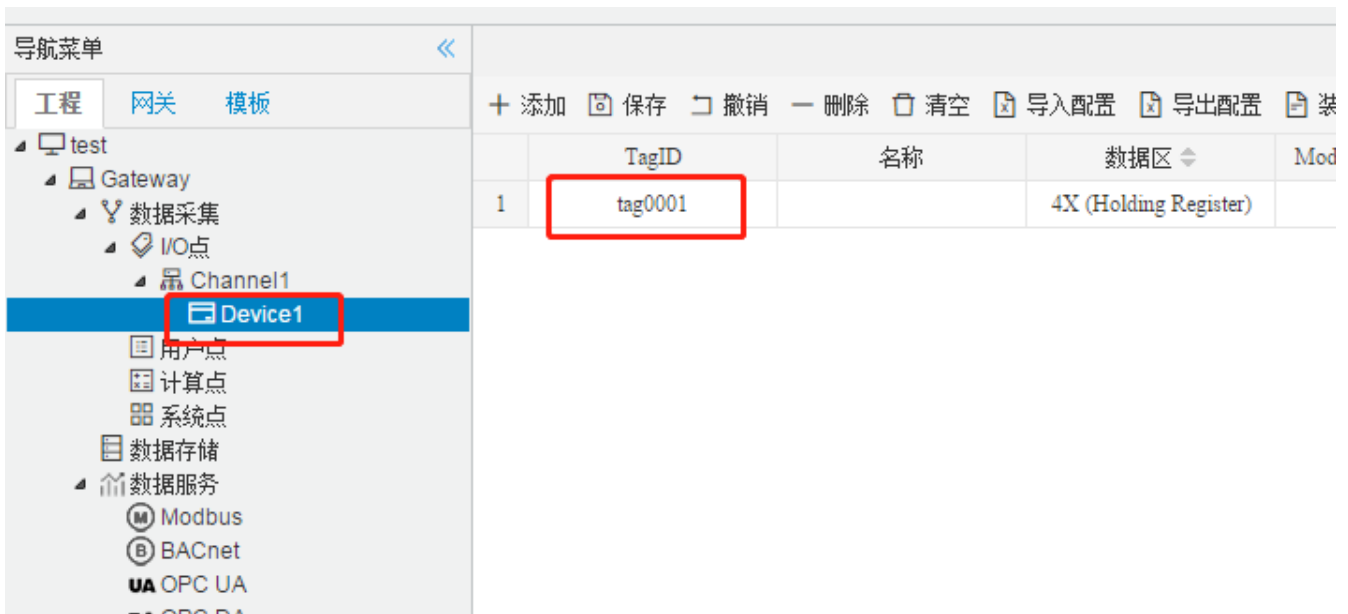 导航菜单
工程 网关 模板
test
Gateway
数据采集
I/O点
Channel1
Device1
用户点
计算点
系统点
数据存储
数据服务
M Modbus
B BACnet
UA OPC UA
添加 保存 撤销 删除 清空 导入配置 导出配置 装
TagID 名称 数据区 Mod
1 tag0001 4X (Holding Register)